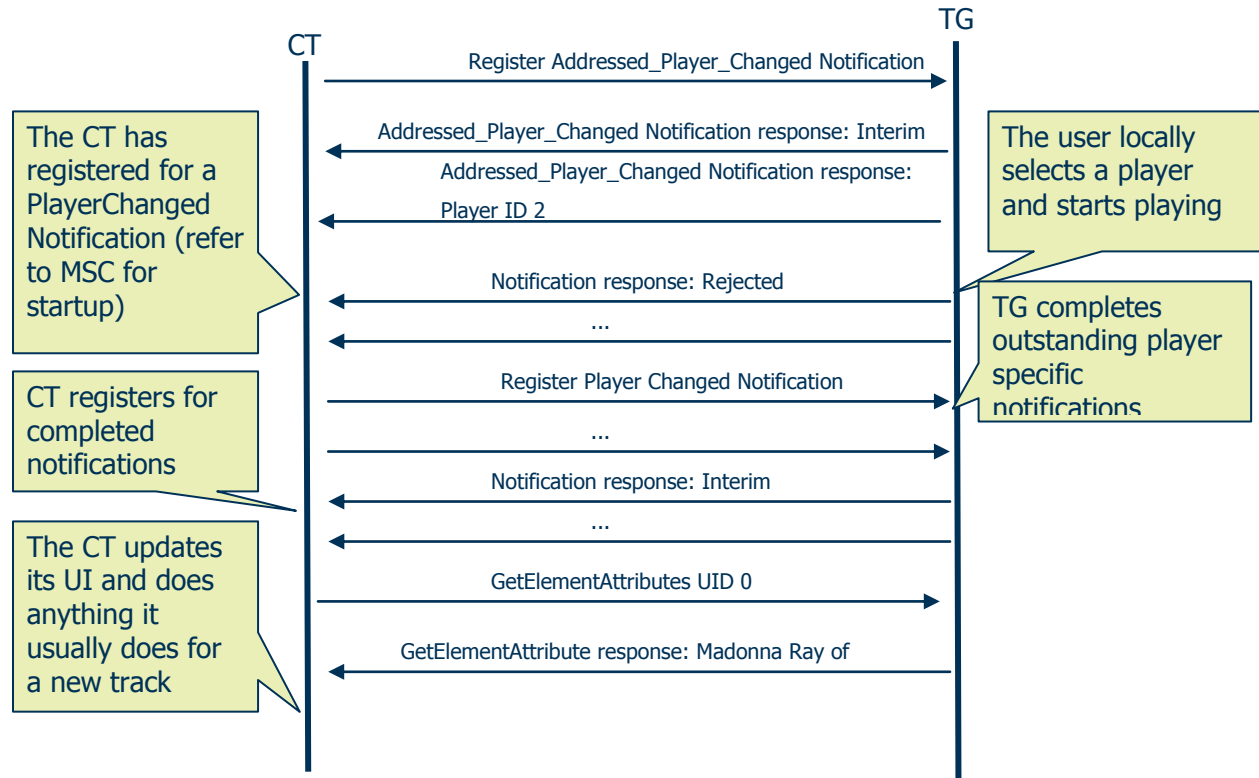 TG
CT
Register Addressed_Player_Changed Notification
The CT has
registered for a
PlayerChanged
Notification (refer
to MSC for
startup)
Addressed_Player_Changed Notification response: Interim
The user locally
selects a player
and starts playing
Addressed_Player_Changed Notification response:
Player ID 2
Notification response: Rejected
...
TG completes
outstanding player
specific
notifications
Register Player Changed Notification
CT registers for
completed
notifications
...
Notification response: Interim
...
The CT updates
its UI and does
anything it
usually does for
a new track
GetElementAttributes UID 0
GetElementAttribute response: Madonna Ray of